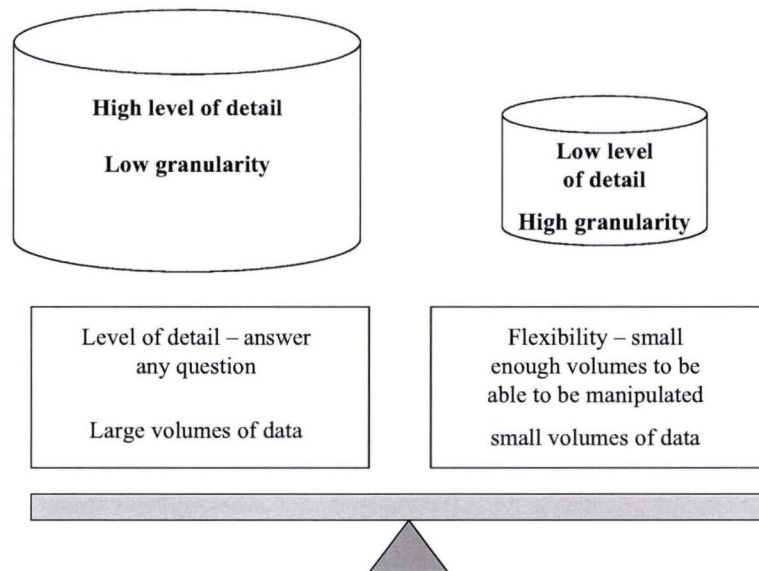 High level of detail
Low granularity
Low level
of detail
High granularity
Level of detail – answer
any question
Large volumes of data
Flexibility – small
enough volumes to be
able to be manipulated
small volumes of data